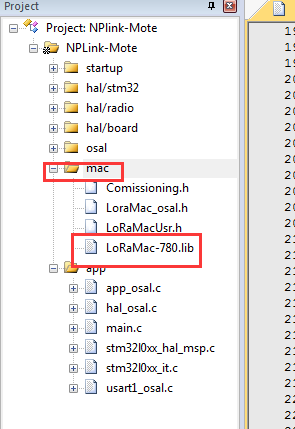 Project
Project: NPlink-Mote
NPLink-Mote
startup
hal/stm32
hal/radio
hal/board
osal
mac
Comissioning.h
LoraMac_osal.h
LoRaMacUsr.h
LoRaMac-780.lib
app
app_osal.c
hal_osal.c
main.c
stm32l0xx_hal_msp.c
stm32l0xx_it.c
usart1_osal.c